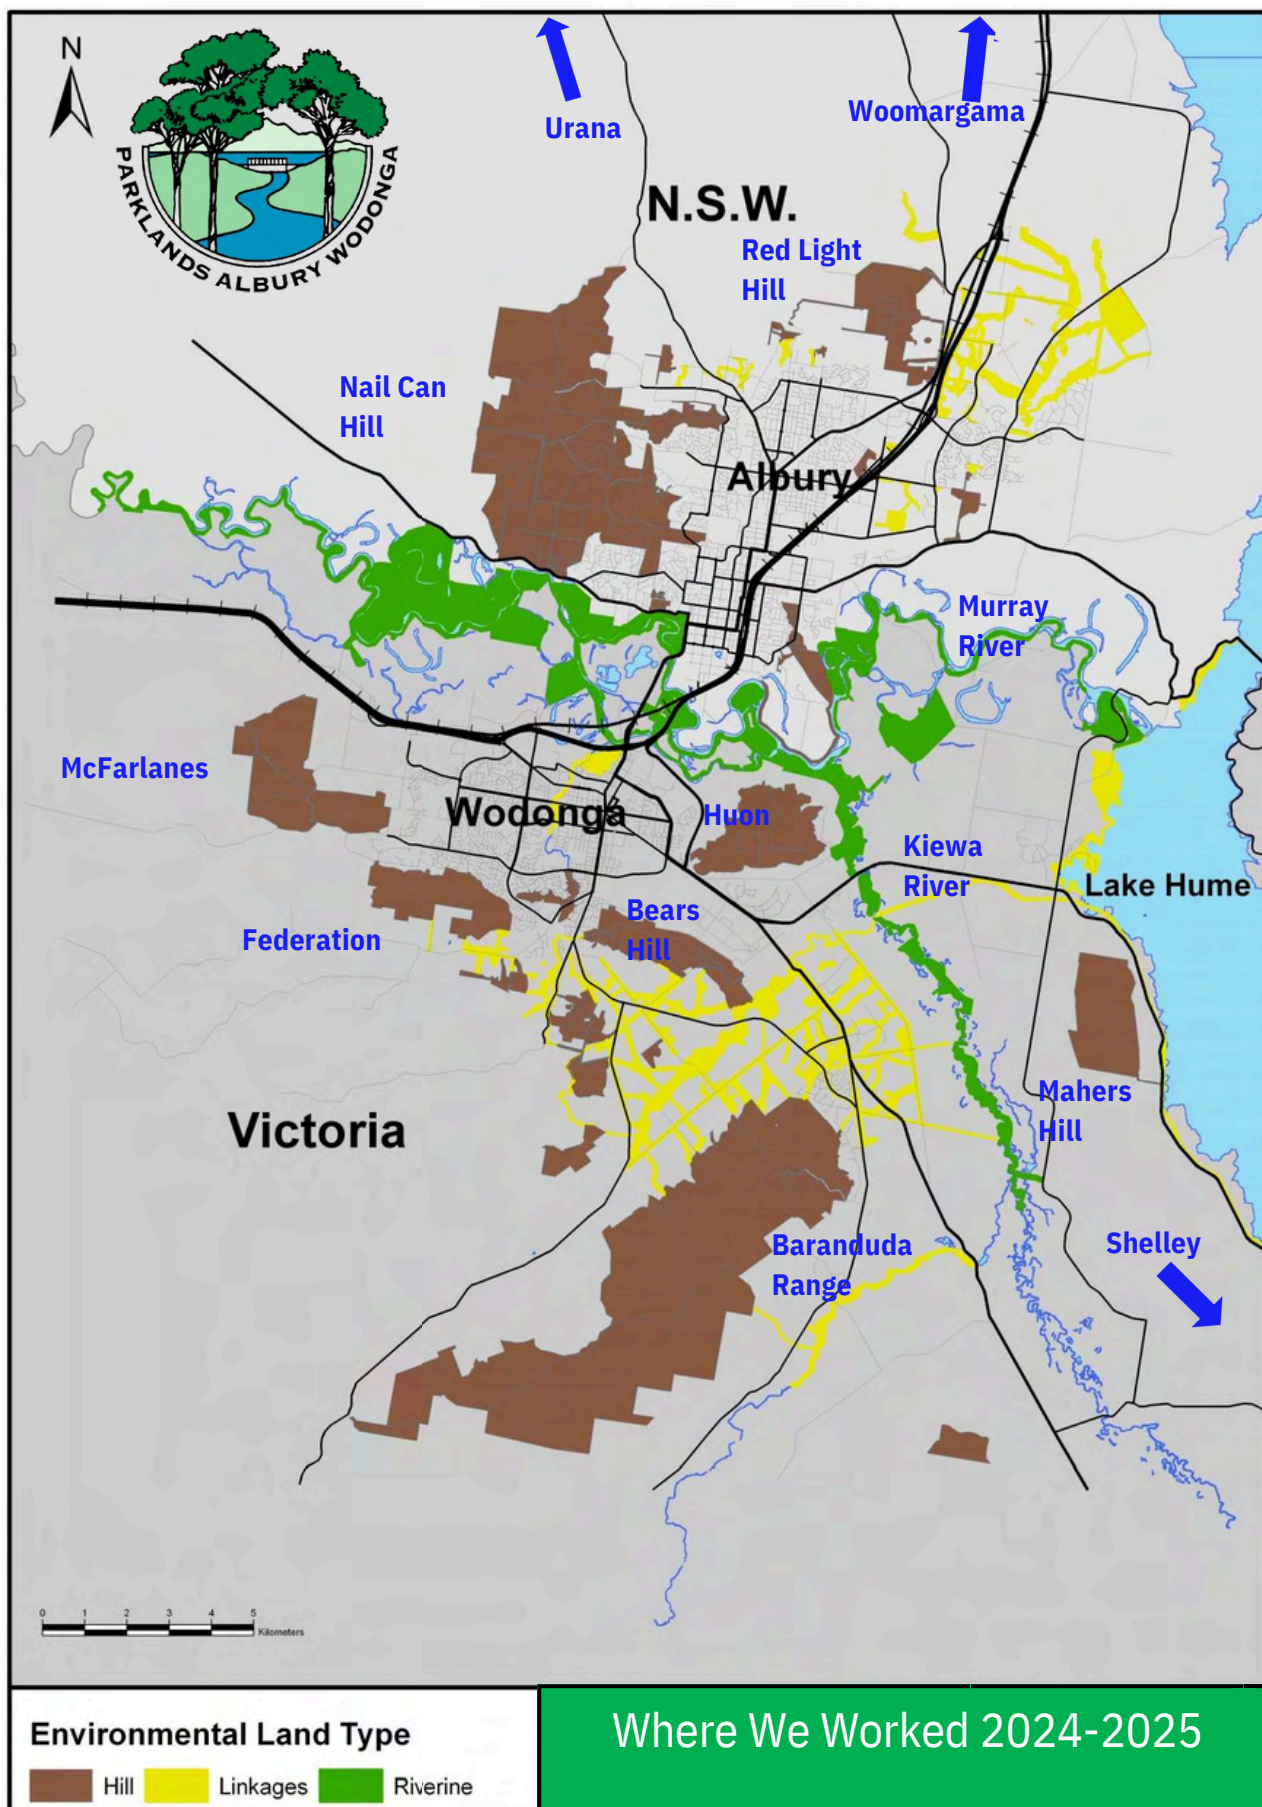 N
PARKLANDS ALBURY WODONGA
Urana
Woomargama
N.S.W.
Red Light
Hill
Nail Can
Hill
Albury
Murray
River
McFarlanes
Wodonga
Huon
Kiewa
River
Lake Hume
Bears
Hill
Federation
Mahers
Hill
Victoria
Baranduda
Range
Shelley
0 1 2 3 4 5
Kilometers
Environmental Land Type
Hill Linkages Riverine
Where We Worked 2024-2025